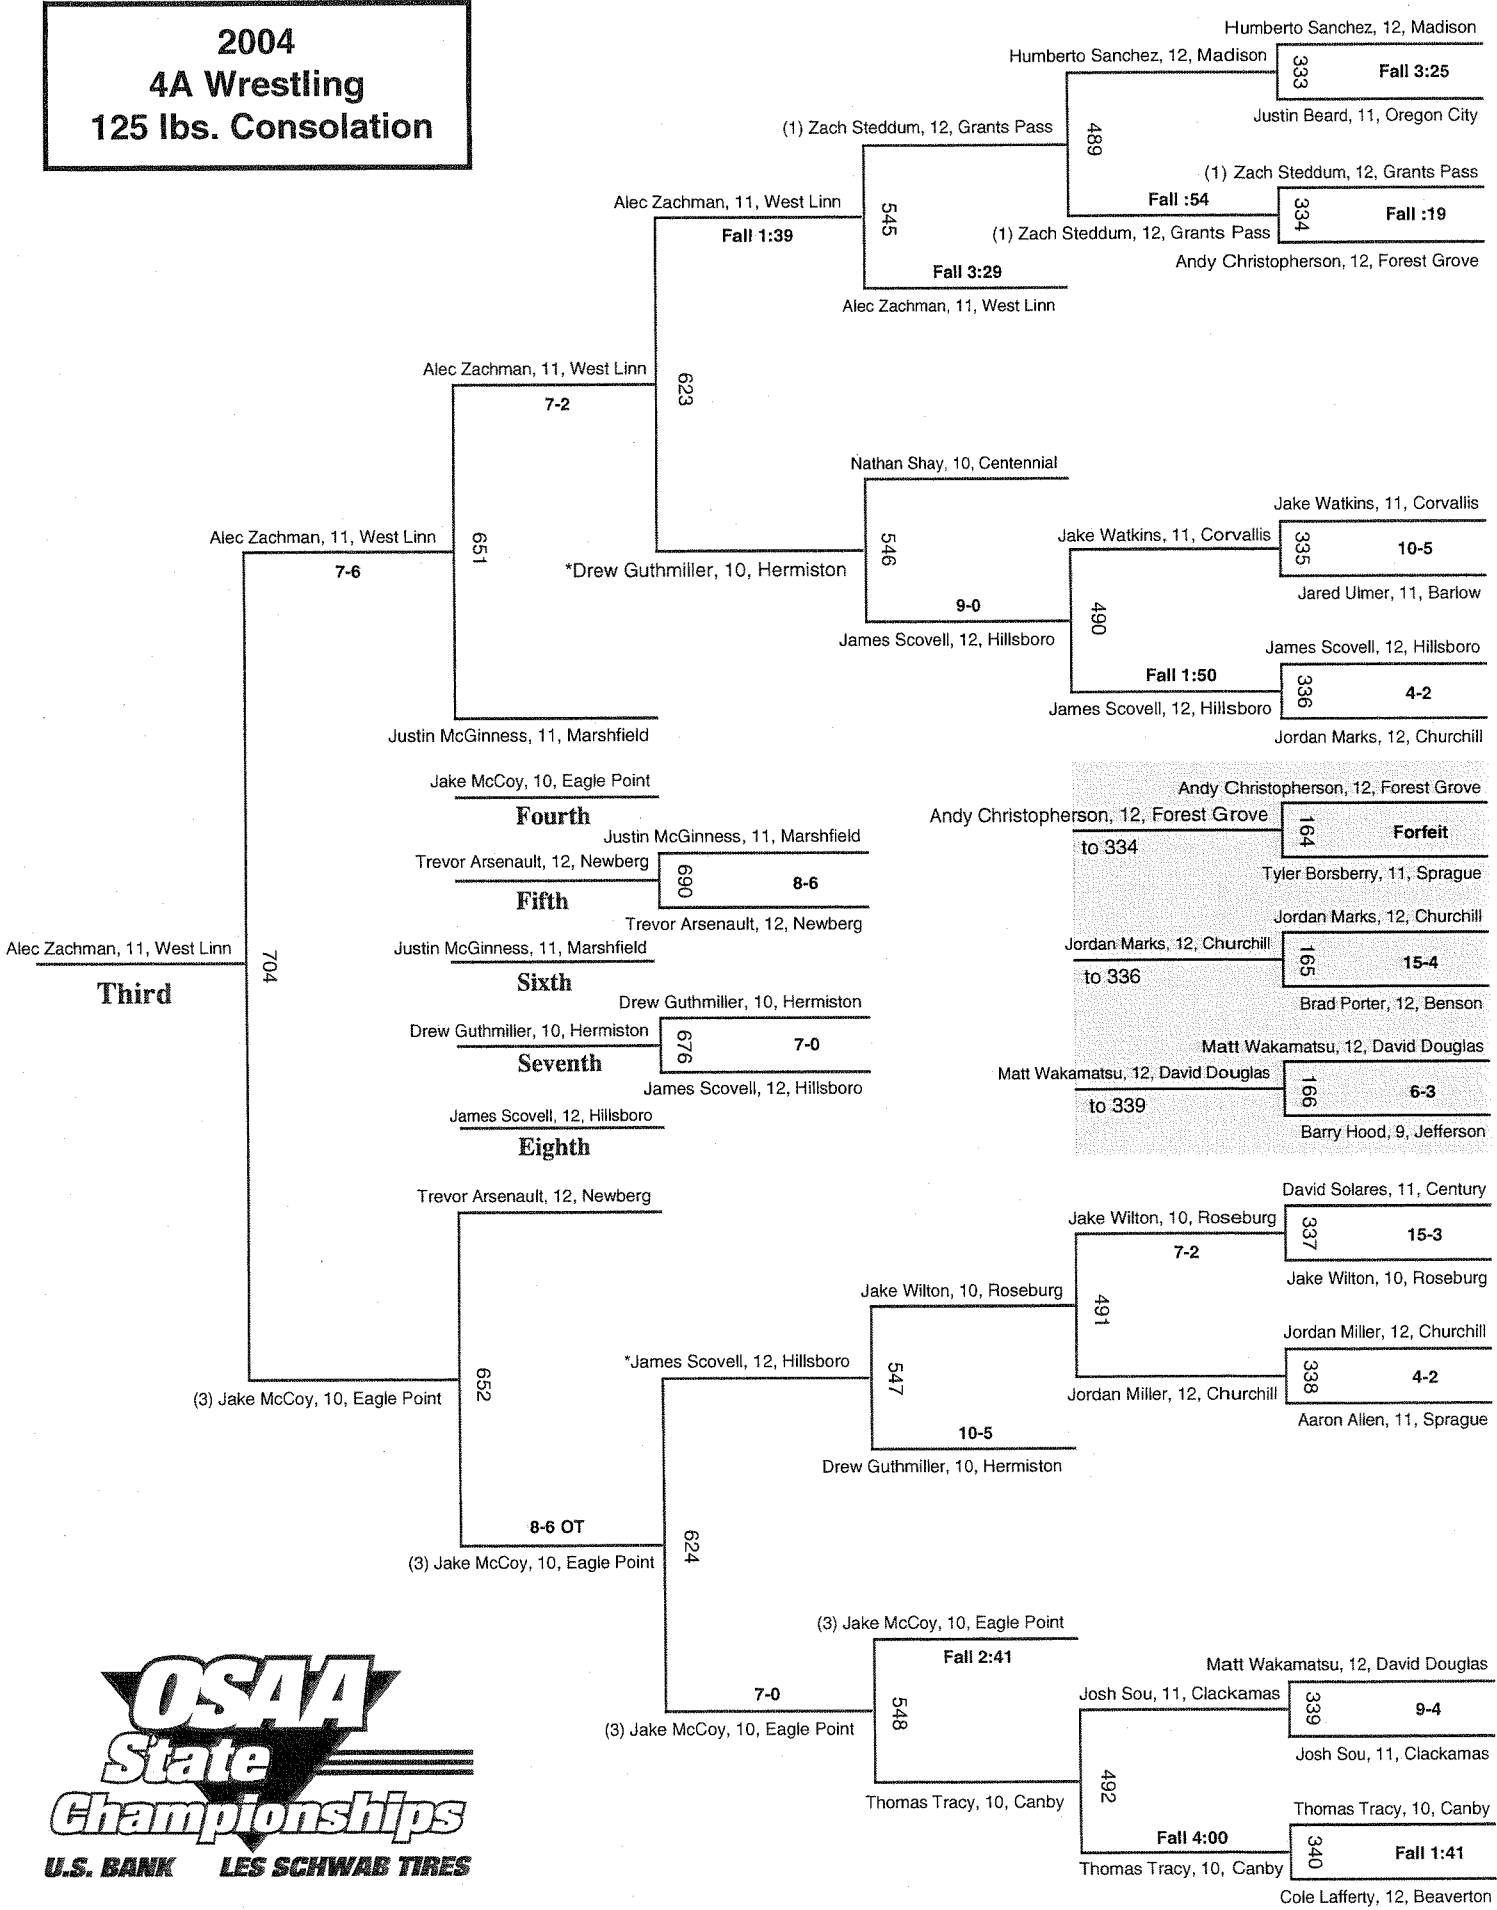 2004
4A Wrestling
125 lbs. Consolation
Humberto Sanchez, 12, Madison
Humberto Sanchez, 12, Madison
333
Fall 3:25
Justin Beard, 11, Oregon City
(1) Zach Steddum, 12, Grants Pass
489
(1) Zach Steddum, 12, Grants Pass
Fall :54
334
Fall :19
(1) Zach Steddum, 12, Grants Pass
Andy Christopherson, 12, Forest Grove
Alec Zachman, 11, West Linn
Fall 1:39
545
Fall 3:29
Alec Zachman, 11, West Linn
Alec Zachman, 11, West Linn
7-2
623
Nathan Shay, 10, Centennial
Jake Watkins, 11, Corvallis
Jake Watkins, 11, Corvallis
335
10-5
Jared Ulmer, 11, Barlow
*Drew Guthmiller, 10, Hermiston
546
9-0
James Scovell, 12, Hillsboro
490
James Scovell, 12, Hillsboro
Fall 1:50
336
4-2
James Scovell, 12, Hillsboro
Jordan Marks, 12, Churchill
Alec Zachman, 11, West Linn
7-6
651
Justin McGinness, 11, Marshfield
Jake McCoy, 10, Eagle Point
Fourth
Justin McGinness, 11, Marshfield
Trevor Arsenault, 12, Newberg
690
8-6
Fifth
Trevor Arsenault, 12, Newberg
Justin McGinness, 11, Marshfield
Sixth
Drew Guthmiller, 10, Hermiston
Drew Guthmiller, 10, Hermiston
676
7-0
Seventh
James Scovell, 12, Hillsboro
James Scovell, 12, Hillsboro
Eighth
Andy Christopherson, 12, Forest Grove
Andy Christopherson, 12, Forest Grove
164
Forfeit
to 334
Tyler Borsberry, 11, Sprague
Jordan Marks, 12, Churchill
Jordan Marks, 12, Churchill
165
15-4
to 336
Brad Porter, 12, Benson
Matt Wakamatsu, 12, David Douglas
Matt Wakamatsu, 12, David Douglas
166
6-3
to 339
Barry Hood, 9, Jefferson
Alec Zachman, 11, West Linn
Third
704
Trevor Arsenault, 12, Newberg
David Solares, 11, Century
Jake Wilton, 10, Roseburg
7-2
337
15-3
Jake Wilton, 10, Roseburg
Jake Wilton, 10, Roseburg
491
Jordan Miller, 12, Churchill
338
4-2
Jordan Miller, 12, Churchill
Aaron Allen, 11, Sprague
*James Scovell, 12, Hillsboro
547
10-5
Drew Guthmiller, 10, Hermiston
(3) Jake McCoy, 10, Eagle Point
652
8-6 OT
(3) Jake McCoy, 10, Eagle Point
624
(3) Jake McCoy, 10, Eagle Point
Fall 2:41
7-0
(3) Jake McCoy, 10, Eagle Point
548
Matt Wakamatsu, 12, David Douglas
Josh Sou, 11, Clackamas
339
9-4
Josh Sou, 11, Clackamas
Thomas Tracy, 10, Canby
492
Thomas Tracy, 10, Canby
Fall 4:00
340
Fall 1:41
Thomas Tracy, 10, Canby
Cole Lafferty, 12, Beaverton
OSAA
State
Championships
U.S. BANK LES SCHWAB TIRES